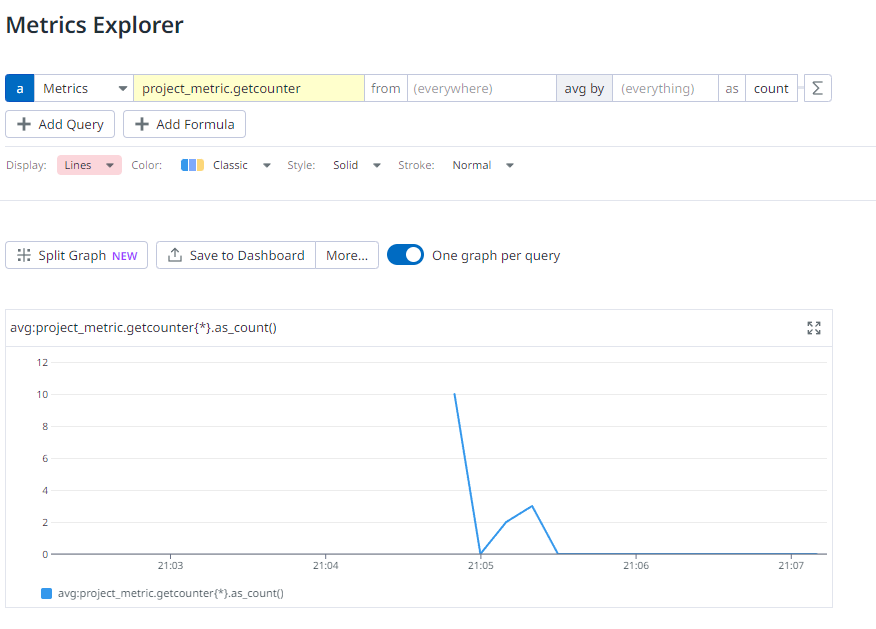 Metrics Explorer
a Metrics project_metric.getcounter from (everywhere) avg by (everything) as count Σ
Add Query Add Formula
Display: Lines Color: Classic Style: Solid Stroke: Normal
Split Graph NEW Save to Dashboard More... One graph per query
avg:project_metric.getcounter{*}.as_count()
12
10
8
6
4
2
0
21:03 21:04 21:05 21:06 21:07
avg:project_metric.getcounter{*}.as_count()